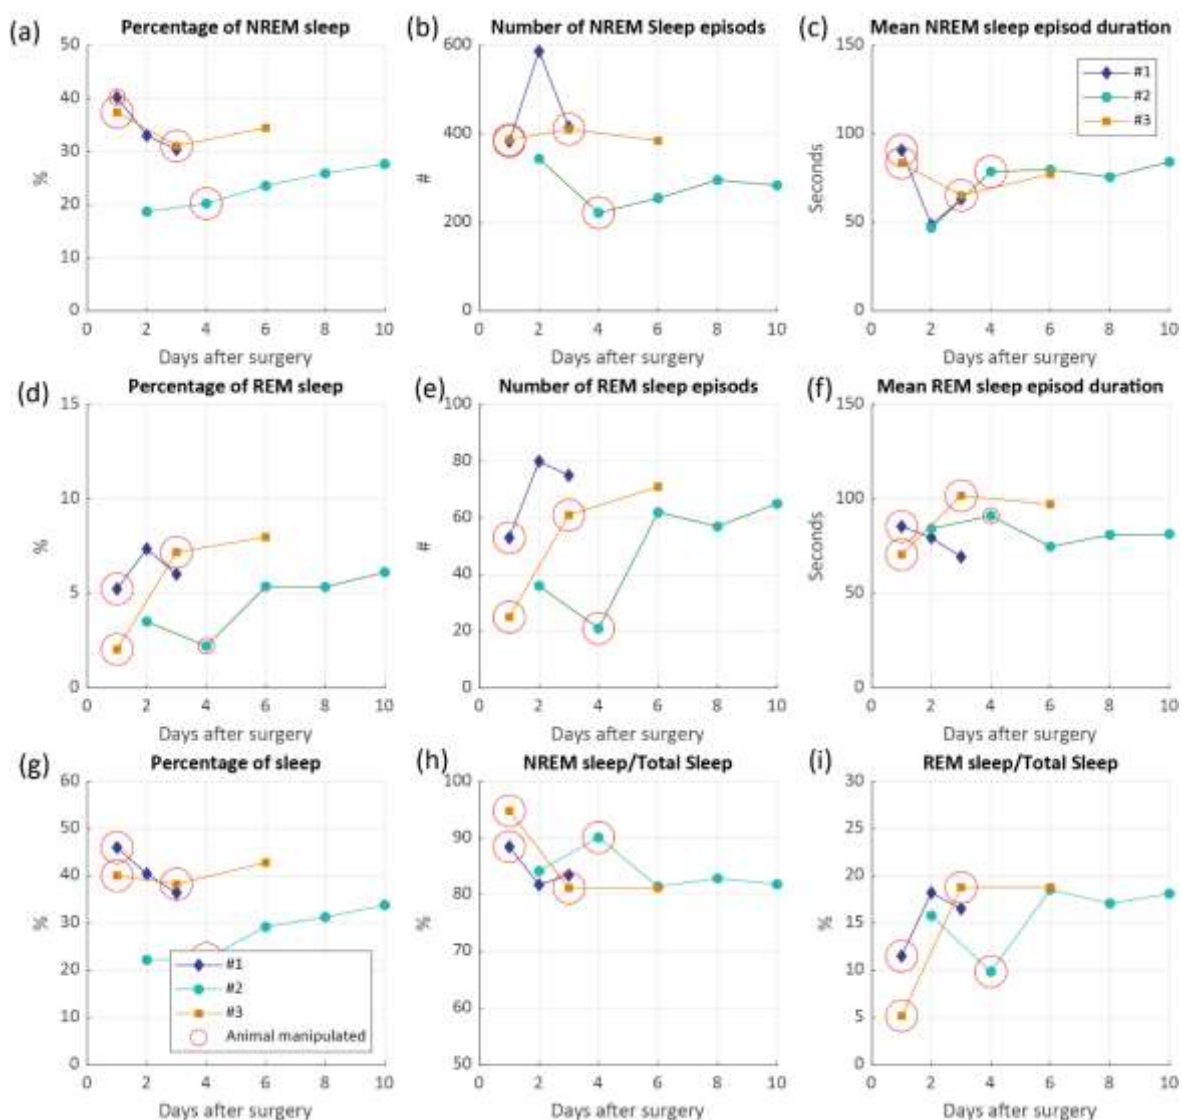 (a) Percentage of NREM sleep
50
40
30
20
10
0
%
0 2 4 6 8 10
Days after surgery
(b) Number of NREM Sleep episods
600
400
200
0
#
0 2 4 6 8 10
Days after surgery
(c) Mean NREM sleep episod duration
150
100
50
0
Seconds
#1
#2
#3
0 2 4 6 8 10
Days after surgery
(d) Percentage of REM sleep
15
10
5
0
%
0 2 4 6 8 10
Days after surgery
(e) Number of REM sleep episods
100
80
60
40
20
0
#
0 2 4 6 8 10
Days after surgery
(f) Mean REM sleep episod duration
150
100
50
0
Seconds
0 2 4 6 8 10
Days after surgery
(g) Percentage of sleep
60
50
40
30
20
10
0
%
#1
#2
#3
Animal manipulated
0 2 4 6 8 10
Days after surgery
(h) NREM sleep/Total Sleep
100
90
80
70
60
50
%
0 2 4 6 8 10
Days after surgery
(i) REM sleep/Total Sleep
30
25
20
15
10
5
0
%
0 2 4 6 8 10
Days after surgery